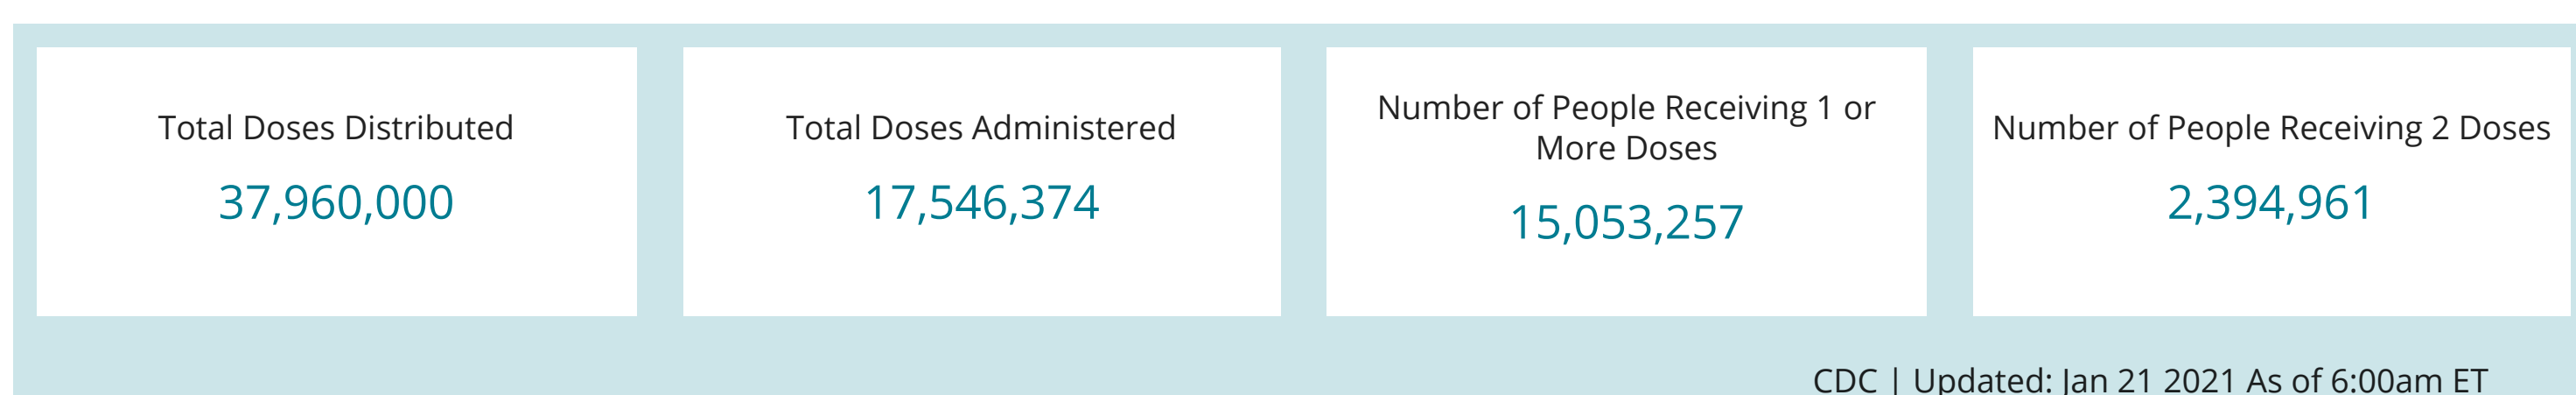 Total Doses Distributed
37,960,000
Total Doses Administered
17,546,374
Number of People Receiving 1 or
More Doses
15,053,257
Number of People Receiving 2 Doses
2,394,961
CDC | Updated: Jan 21 2021 As of 6:00am ET